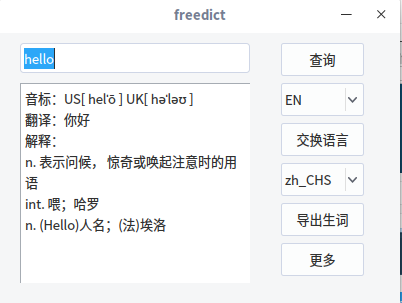 freedict
hello
查询
音标：US[ helˈō ] UK[ həˈləʊ ]
翻译：你好
解释：
n. 表示问候， 惊奇或唤起注意时的用
语
int. 喂；哈罗
n. (Hello)人名；(法)埃洛
EN
交换语言
zh_CHS
导出生词
更多